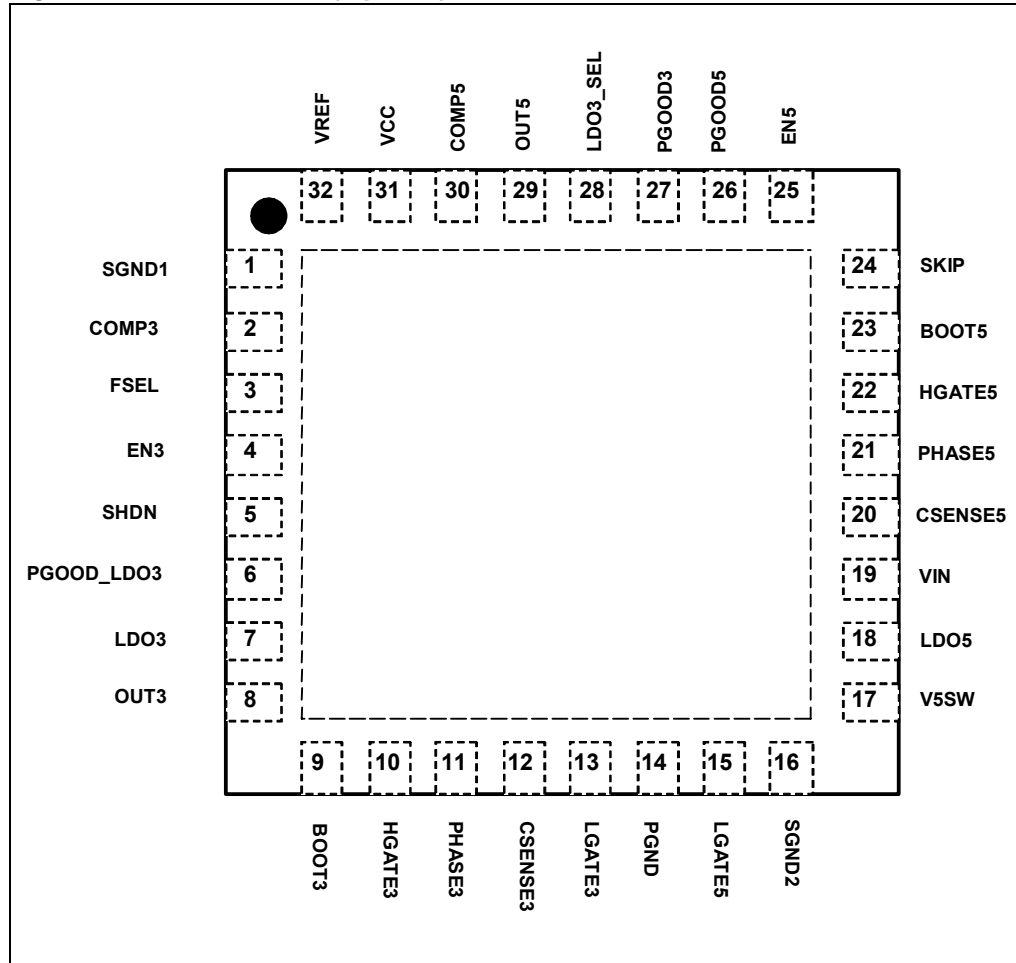 VREF
VCC
COMP5
OUT5
LDO3_SEL
PGOOD3
PGOOD5
EN5
32 31 30 29 28 27 26 25
SGND1 1
COMP3 2
FSEL 3
EN3 4
SHDN 5
PGOOD_LDO3 6
LDO3 7
OUT3 8
24 SKIP
23 BOOT5
22 HGATE5
21 PHASE5
20 CSENSE5
19 VIN
18 LDO5
17 V5SW
9 10 11 12 13 14 15 16
BOOT3
HGATE3
PHASE3
CSENSE3
LGATE3
PGND
LGATE5
SGND2